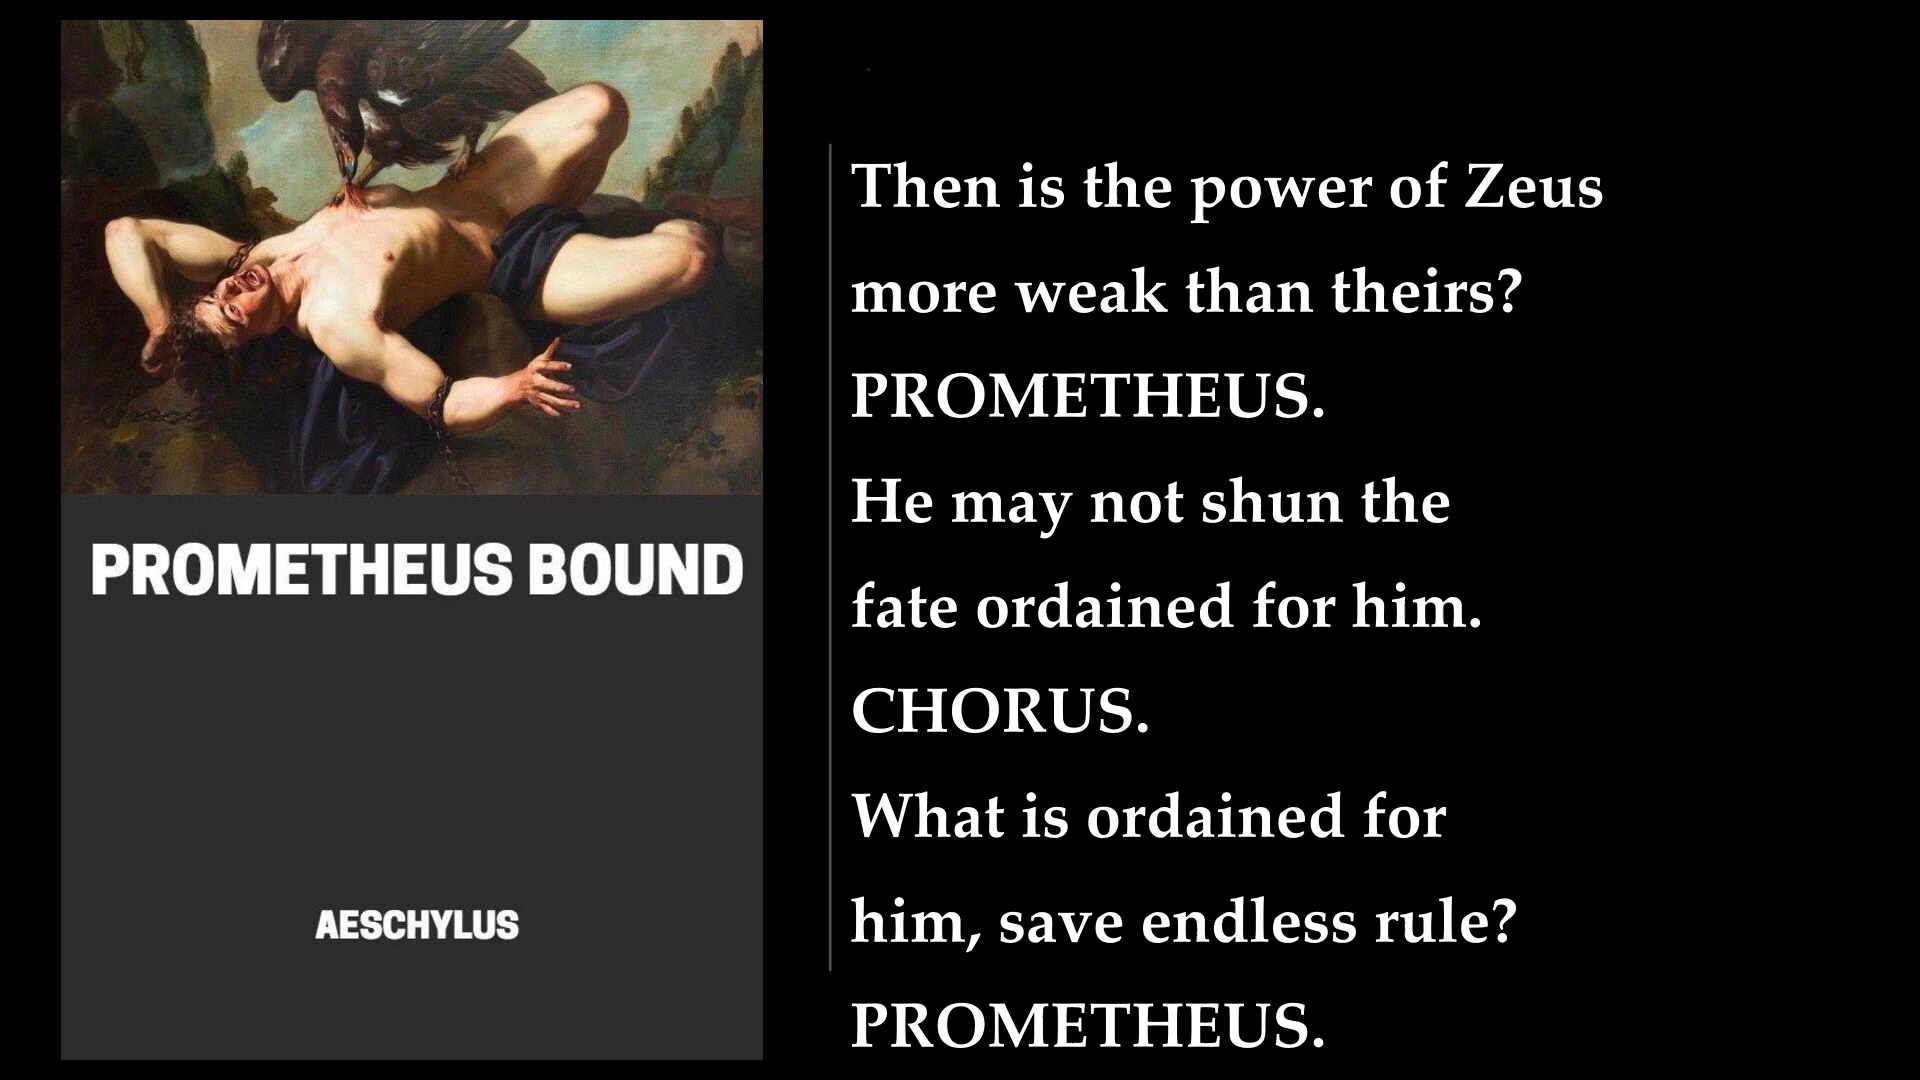 PROMETHEUS BOUND
AESCHYLUS
Then is the power of Zeus
more weak than theirs?
PROMETHEUS.
He may not shun the
fate ordained for him.
CHORUS.
What is ordained for
him, save endless rule?
PROMETHEUS.